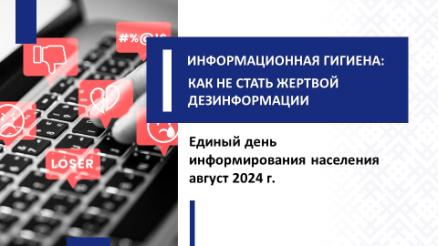 #%@!&
LOSER
ИНФОРМАЦИОННАЯ ГИГИЕНА:
КАК НЕ СТАТЬ ЖЕРТВОЙ
ДЕЗИНФОРМАЦИИ
Единый день
информирования населения
август 2024 г.